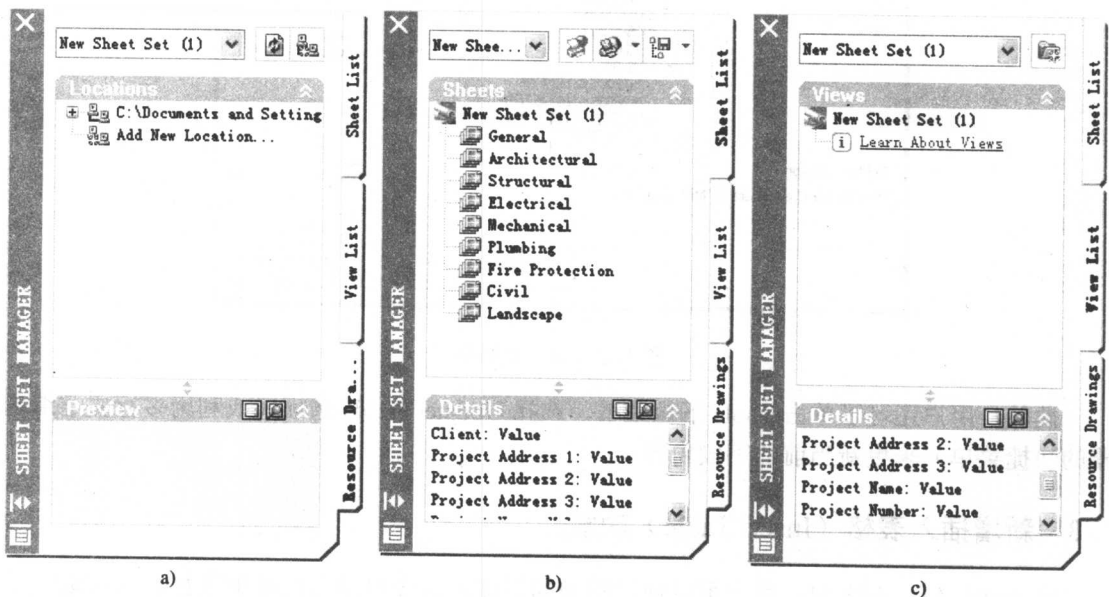 New Sheet Set (1)
Locations
C:\Documents and Setting
Add New Location...
Preview
Sheet List
View List
Resource Dra...
SHEET SET MANAGER
a)
New Shee...
Sheets
New Sheet Set (1)
General
Architectural
Structural
Electrical
Mechanical
Plumbing
Fire Protection
Civil
Landscape
Details
Client: Value
Project Address 1: Value
Project Address 2: Value
Project Address 3: Value
Sheet List
View List
Resource Drawings
SHEET SET MANAGER
b)
New Sheet Set (1)
Views
New Sheet Set (1)
i Learn About Views
Details
Project Address 2: Value
Project Address 3: Value
Project Name: Value
Project Number: Value
Sheet List
View List
Resource Drawings
SHEET SET MANAGER
c)